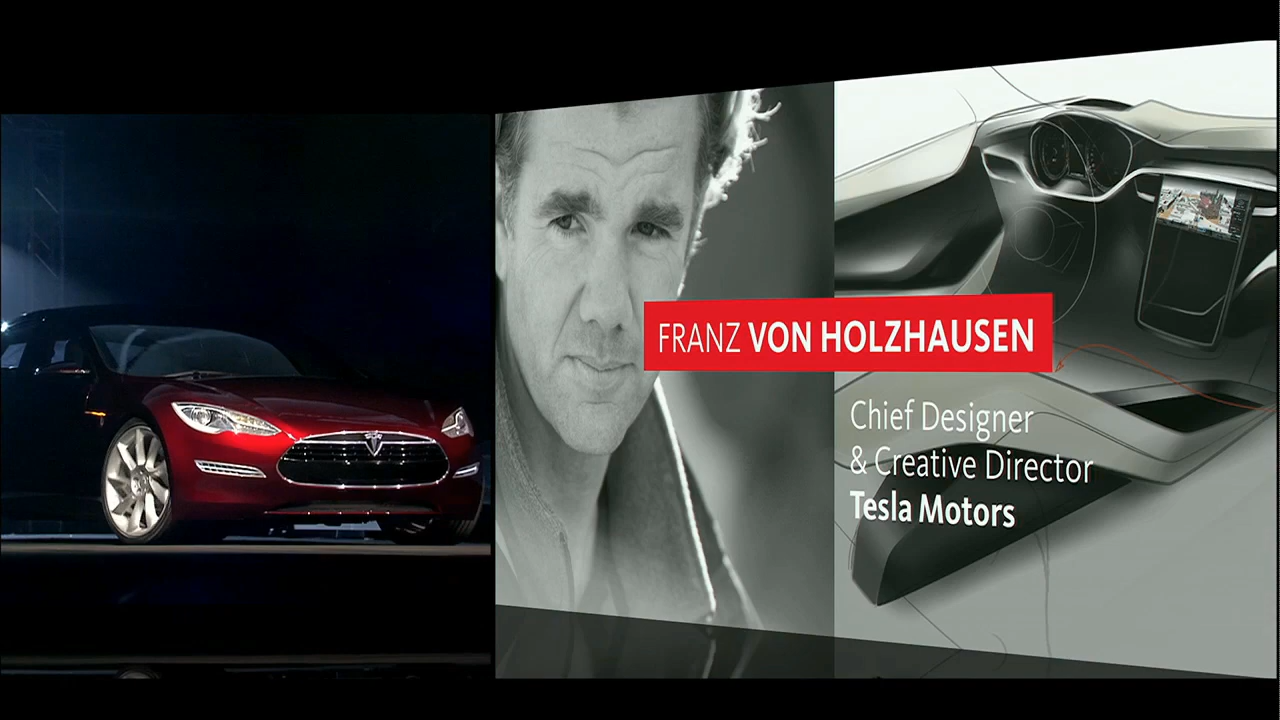 FRANZ VON HOLZHAUSEN
Chief Designer
& Creative Director
Tesla Motors